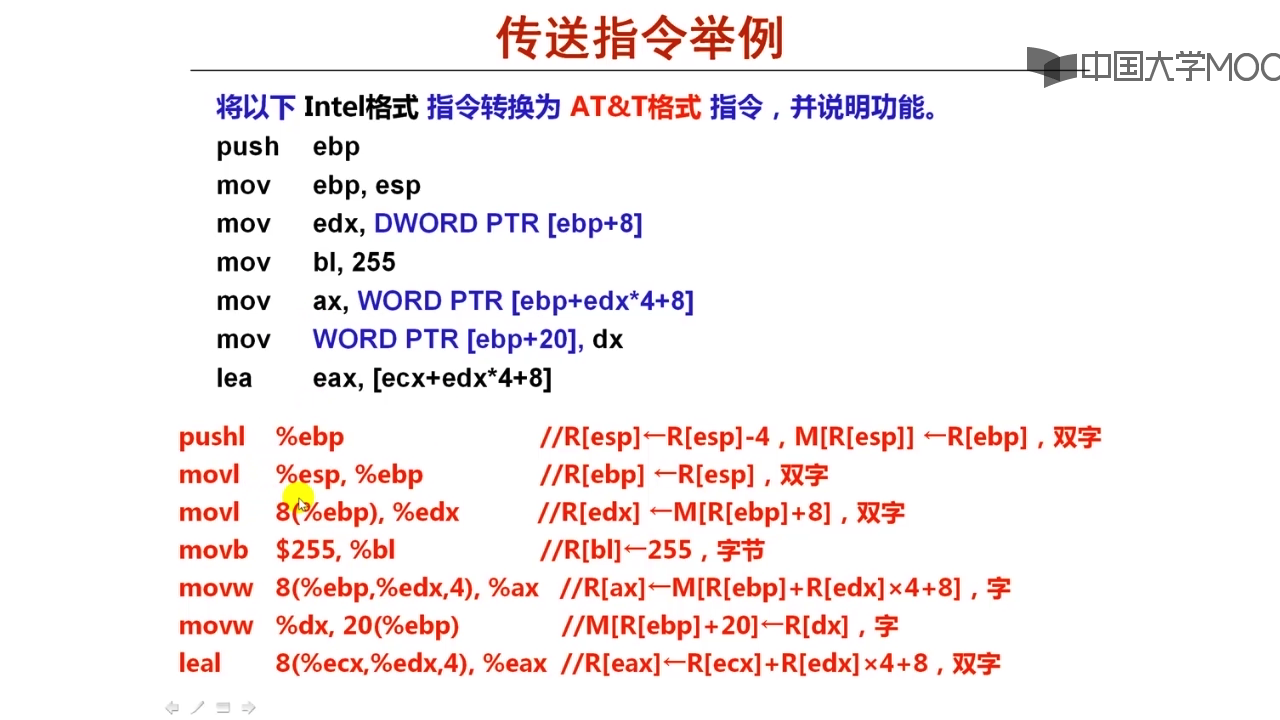 传送指令举例
中国大学MOO
将以下 Intel格式 指令转换为 AT&T格式 指令，并说明功能。
push ebp
mov ebp, esp
mov edx, DWORD PTR [ebp+8]
mov bl, 255
mov ax, WORD PTR [ebp+edx*4+8]
mov WORD PTR [ebp+20], dx
lea eax, [ecx+edx*4+8]
pushl %ebp //R[esp]←R[esp]-4，M[R[esp]] ←R[ebp]，双字
movl %esp, %ebp //R[ebp] ←R[esp]，双字
movl 8(%ebp), %edx //R[edx] ←M[R[ebp]+8]，双字
movb $255, %bl //R[bl]←255，字节
movw 8(%ebp,%edx,4), %ax //R[ax]←M[R[ebp]+R[edx]×4+8]，字
movw %dx, 20(%ebp) //M[R[ebp]+20]←R[dx]，字
leal 8(%ecx,%edx,4), %eax //R[eax]←R[ecx]+R[edx]×4+8，双字